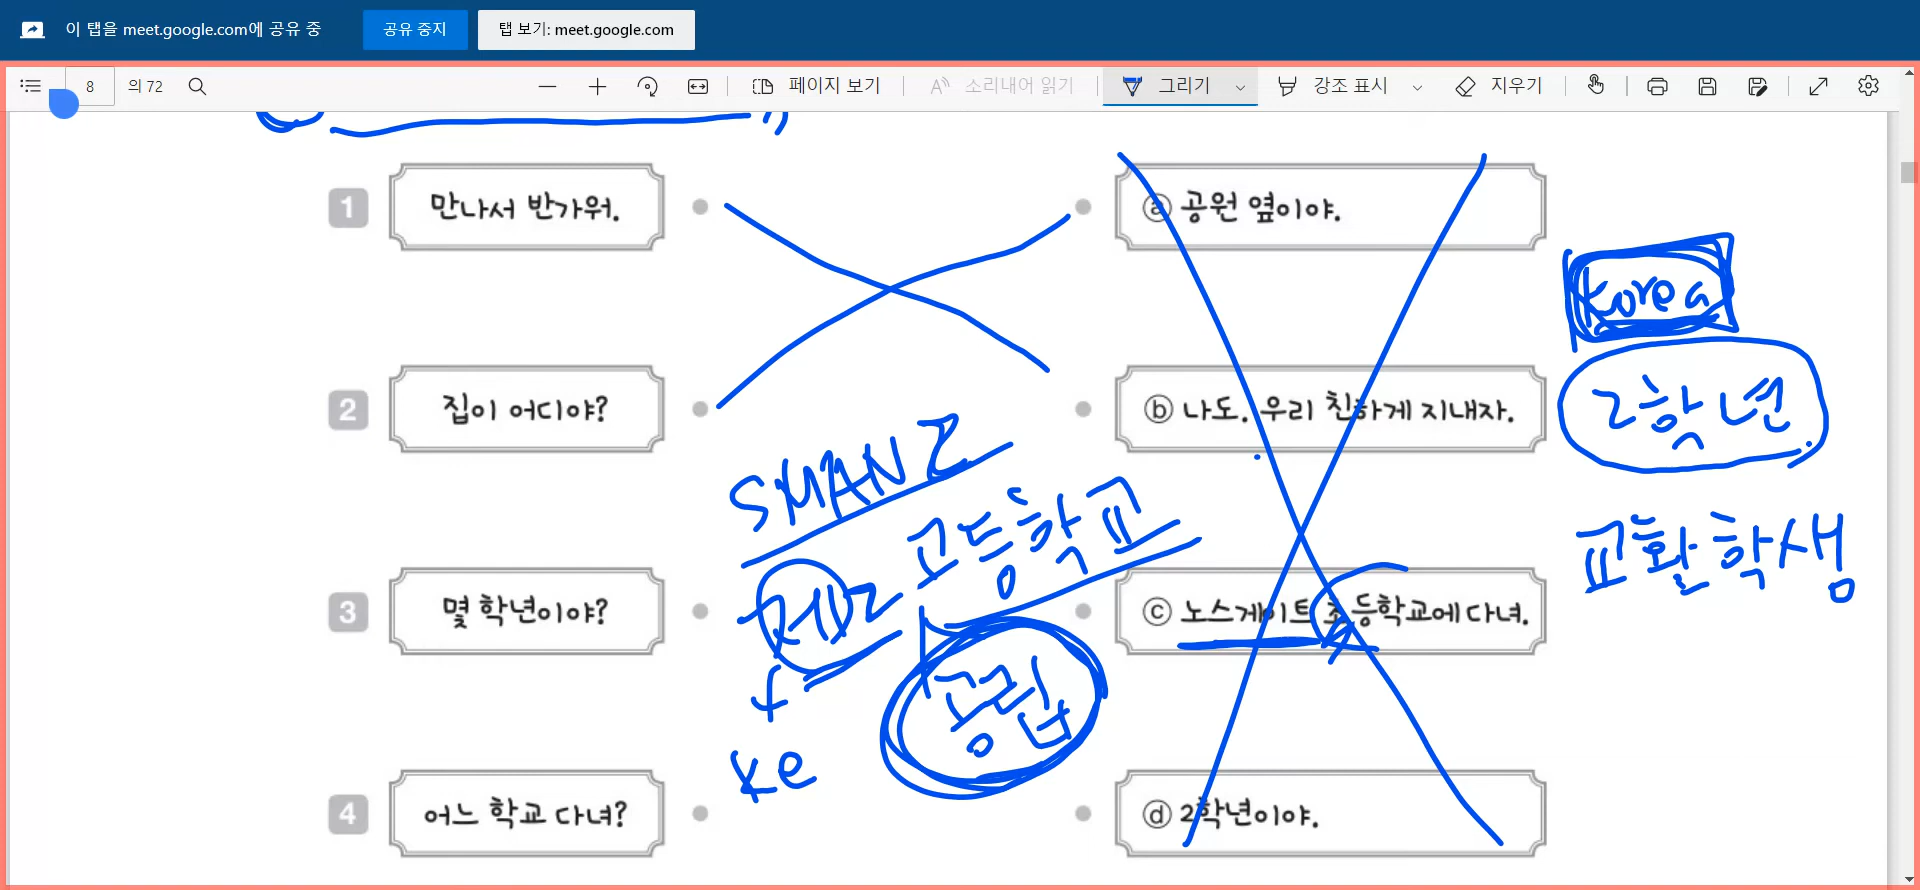 이 탭을 meet.google.com에 공유 중 공유 중지 탭 보기: meet.google.com
8 의 72 페이지 보기 소리내어 읽기 그리기 강조 표시 지우기
1 만나서 반가워. ⓐ 공원 옆이야.
Korea
2 집이 어디야? ⓑ 나도. 우리 친하게 지내자.
2학년
SMAN 2
고등학교
교환학생
3 몇 학년이야? ⓒ 노스게이트 초등학교에 다녀.
제2
공립
ke
4 어느 학교 다녀? ⓓ 2학년이야.